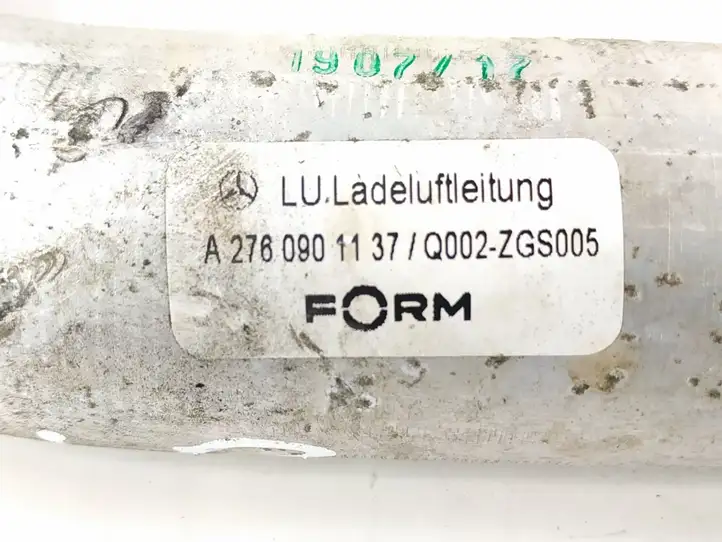 1907/17
LU.Ladeluftleitung
A 276 090 11 37 / Q002-ZGS005
FORM